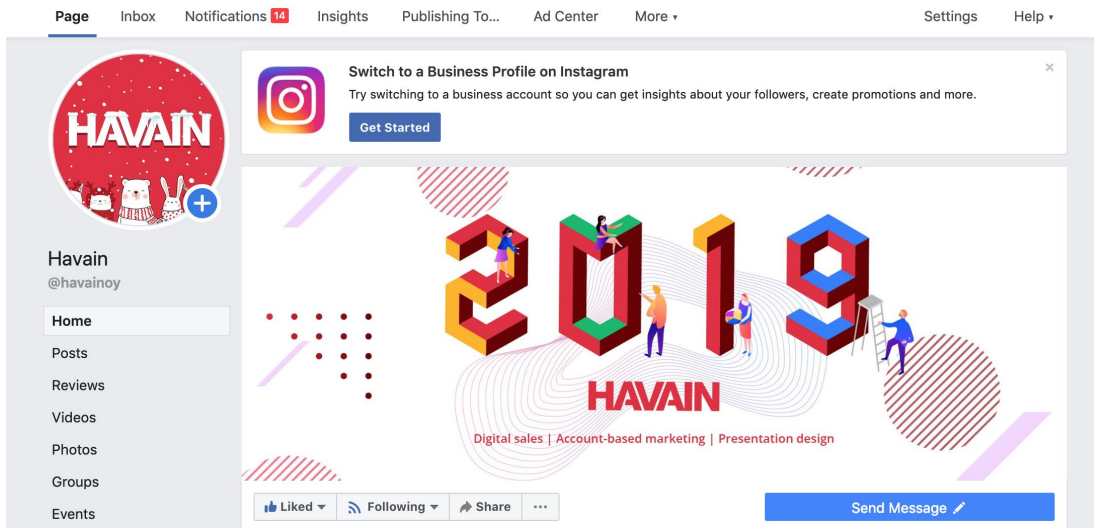 Page Inbox Notifications 14 Insights Publishing To... Ad Center More Settings Help
HAVAIN
Switch to a Business Profile on Instagram
Try switching to a business account so you can get insights about your followers, create promotions and more.
Get Started
Havain
@havainoy
Home
Posts
Reviews
Videos
Photos
Groups
Events
2019
HAVAIN
Digital sales | Account-based marketing | Presentation design
Liked Following Share ...
Send Message